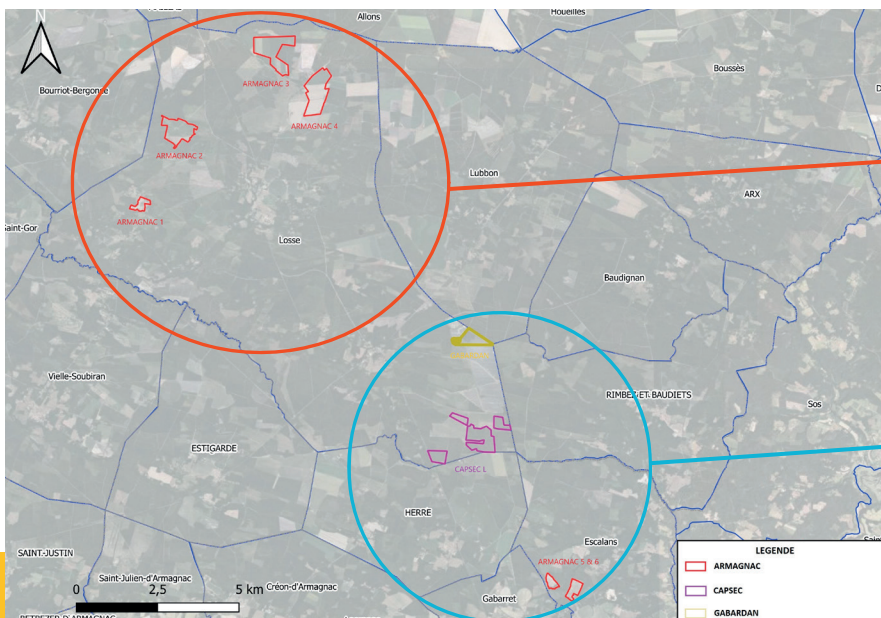 N
Allons
Houeillès
ARMAGNAC 3
Boussès
Bourriot-Bergonce
ARMAGNAC 4
ARMAGNAC 2
Lubbon
ARX
ARMAGNAC 1
Saint-Gor
Losse
Baudignan
Vielle-Soubiran
RIMBEZ-ET-BAUDIETS
Sos
ESTIGARDE
CAPSEC L
HERRE
Escalans
SAINT-JUSTIN
LEGENDE
ARMAGNAC 5 & 6
ARMAGNAC
Saint-Julien-d'Armagnac
0 2,5 5 km
Créon-d'Armagnac
CAPSEC
Gabarret
GABARDAN